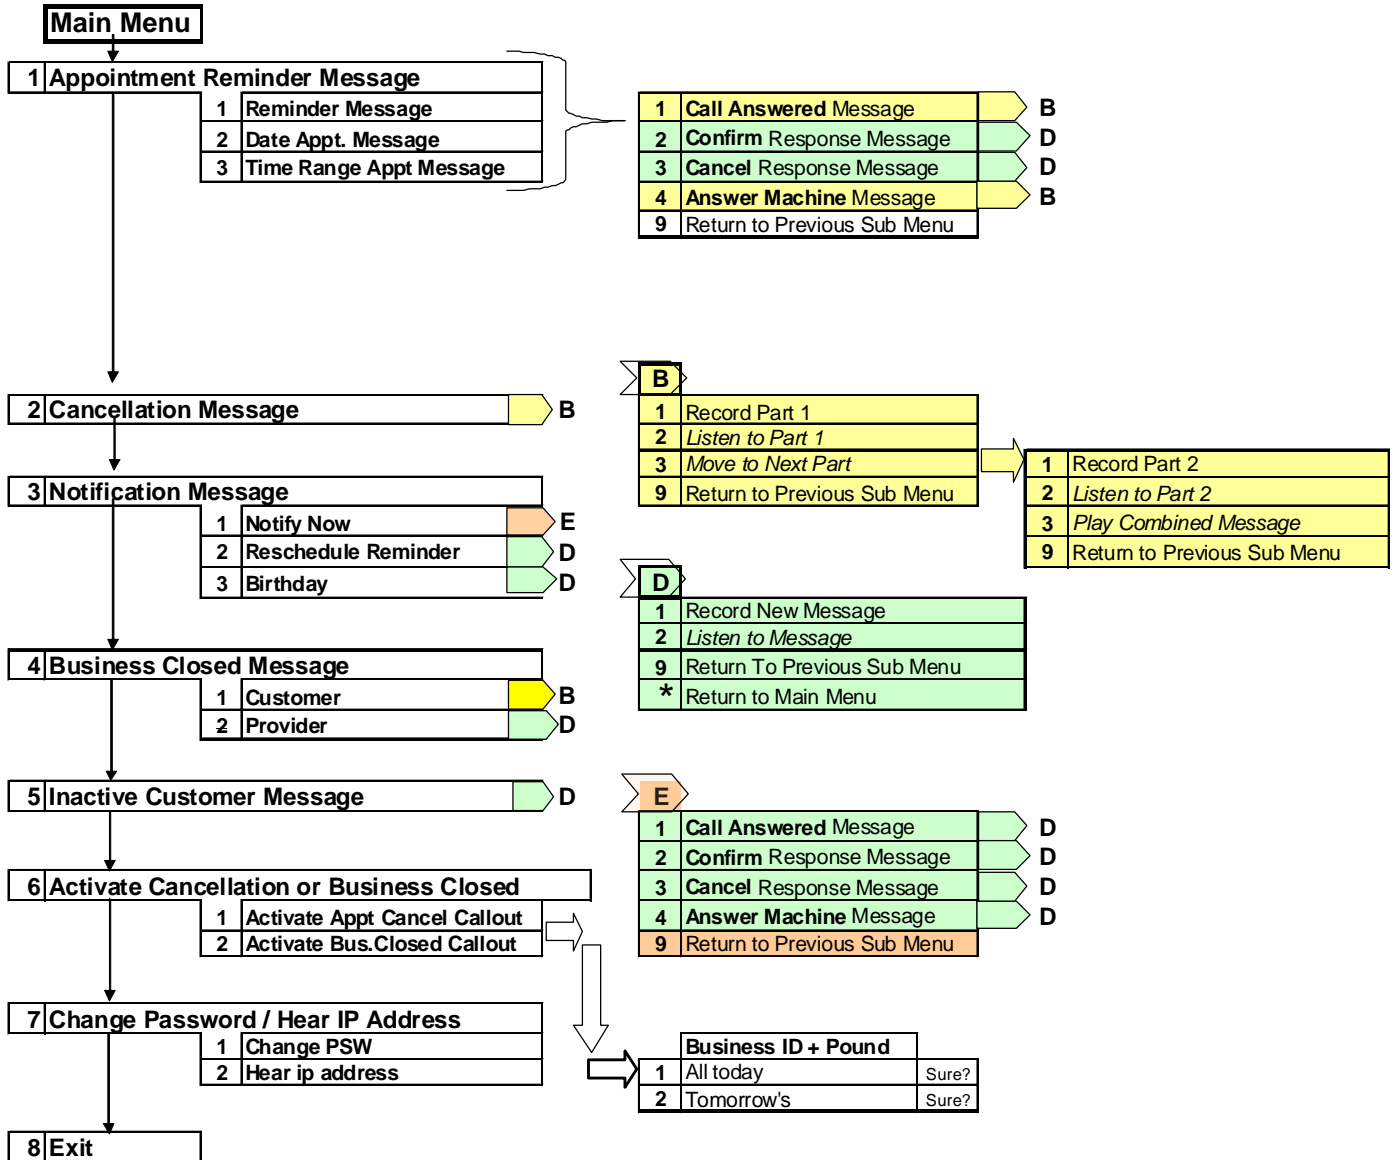 Main Menu
1 Appointment Reminder Message
1 Reminder Message
2 Date Appt. Message
3 Time Range Appt Message
1 Call Answered Message B
2 Confirm Response Message D
3 Cancel Response Message D
4 Answer Machine Message B
9 Return to Previous Sub Menu
2 Cancellation Message B
B
1 Record Part 1
2 Listen to Part 1
3 Move to Next Part
9 Return to Previous Sub Menu
1 Record Part 2
2 Listen to Part 2
3 Play Combined Message
9 Return to Previous Sub Menu
3 Notification Message
1 Notify Now E
2 Reschedule Reminder D
3 Birthday D
D
1 Record New Message
2 Listen to Message
9 Return To Previous Sub Menu
* Return to Main Menu
4 Business Closed Message
1 Customer B
2 Provider D
5 Inactive Customer Message D
E
1 Call Answered Message D
2 Confirm Response Message D
3 Cancel Response Message D
4 Answer Machine Message D
9 Return to Previous Sub Menu
6 Activate Cancellation or Business Closed
1 Activate Appt Cancel Callout
2 Activate Bus.Closed Callout
7 Change Password / Hear IP Address
1 Change PSW
2 Hear ip address
Business ID + Pound
1 All today Sure?
2 Tomorrow's Sure?
8 Exit